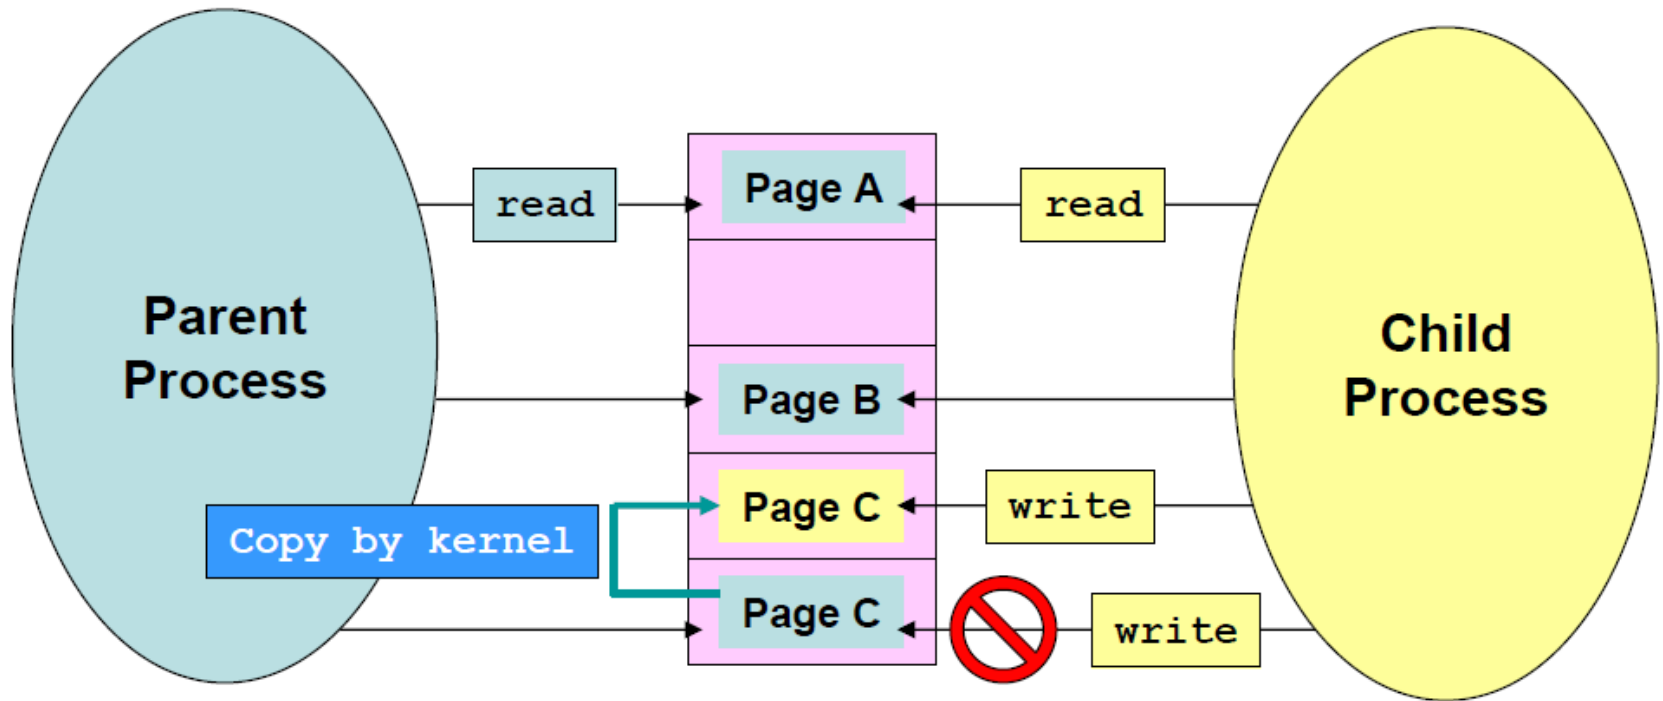 Page A
read
read
Parent
Process
Child
Process
Page B
Page C
write
Copy by kernel
Page C
write